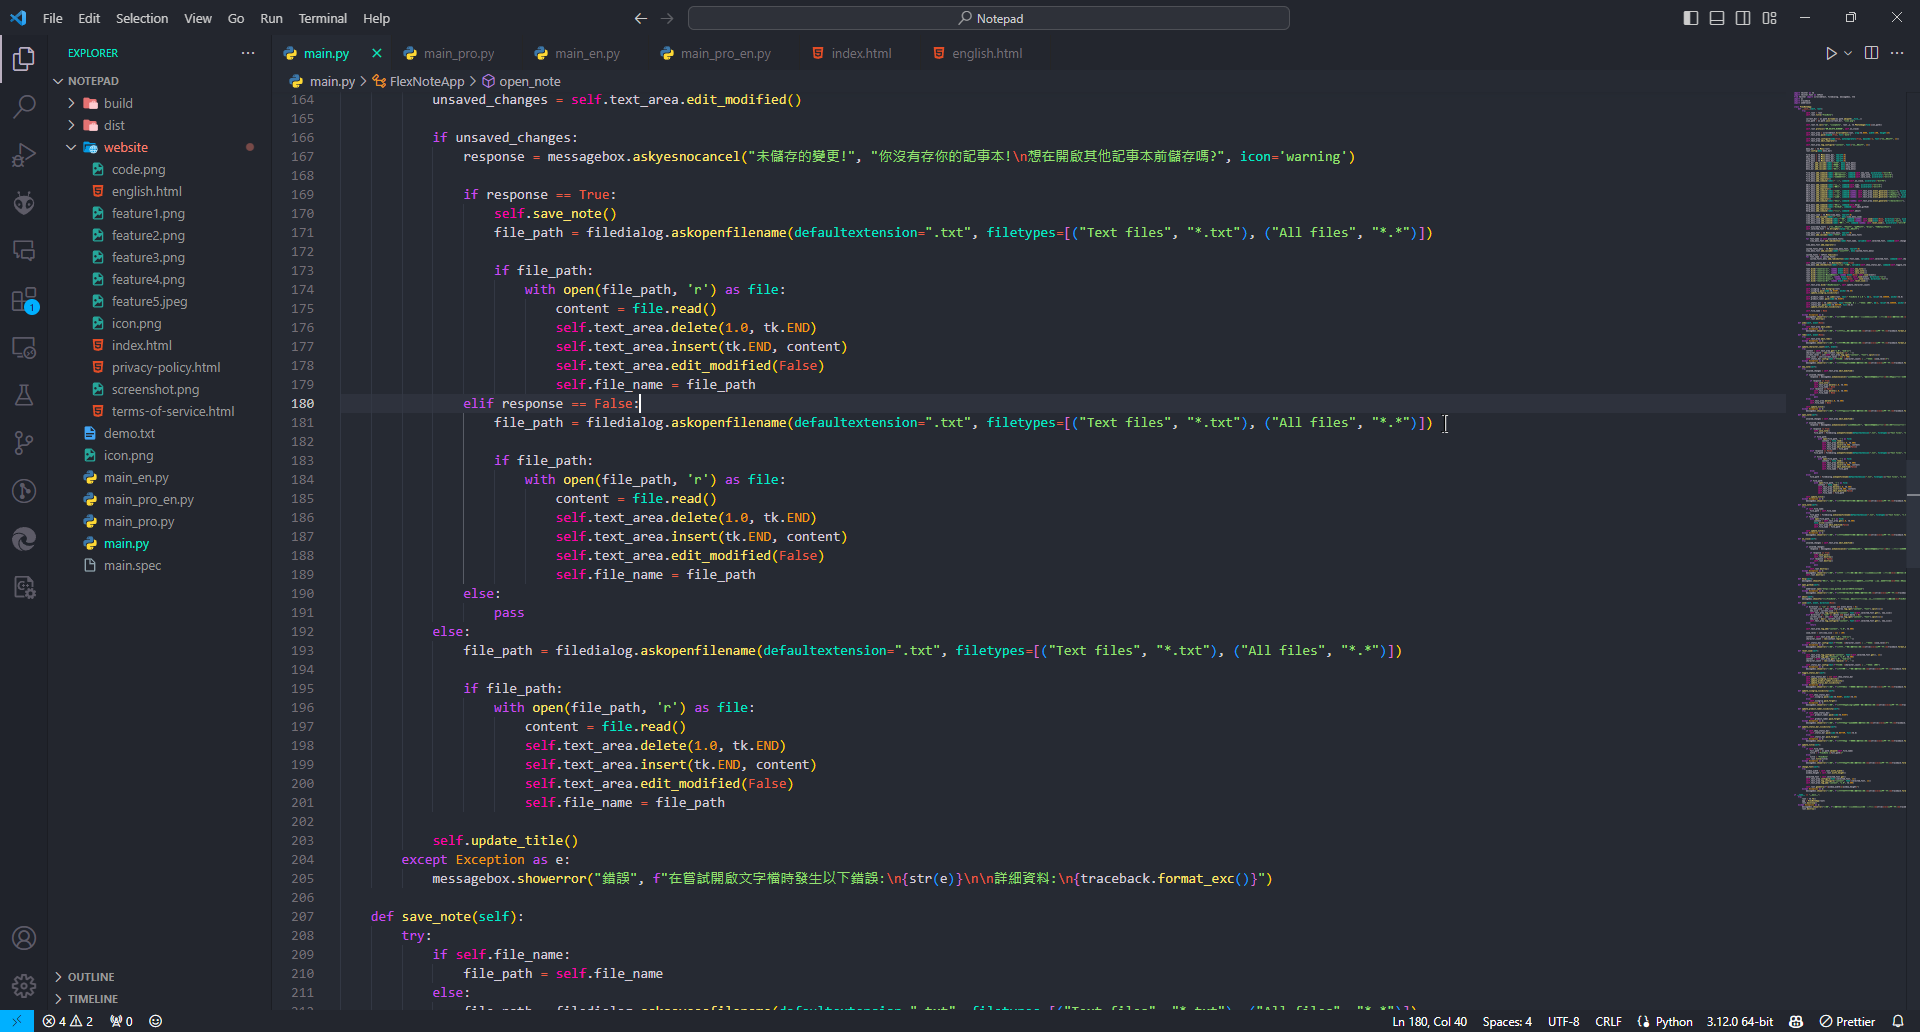 File Edit Selection View Go Run Terminal Help
Notepad
EXPLORER
NOTEPAD
build
dist
website
code.png
english.html
feature1.png
feature2.png
feature3.png
feature4.png
feature5.jpeg
icon.png
index.html
privacy-policy.html
screenshot.png
terms-of-service.html
demo.txt
icon.png
main_en.py
main_pro_en.py
main_pro.py
main.py
main.spec
OUTLINE
TIMELINE
1
main.py main_pro.py main_en.py main_pro_en.py index.html english.html
main.py > FlexNoteApp > open_note
164 unsaved_changes = self.text_area.edit_modified()
165
166 if unsaved_changes:
167 response = messagebox.askyesnocancel("未儲存的變更!", "你沒有存你的記事本!\n想在開啟其他記事本前儲存嗎?", icon='warning')
168
169 if response == True:
170 self.save_note()
171 file_path = filedialog.askopenfilename(defaultextension=".txt", filetypes=[("Text files", "*.txt"), ("All files", "*.*")])
172
173 if file_path:
174 with open(file_path, 'r') as file:
175 content = file.read()
176 self.text_area.delete(1.0, tk.END)
177 self.text_area.insert(tk.END, content)
178 self.text_area.edit_modified(False)
179 self.file_name = file_path
180 elif response == False:
181 file_path = filedialog.askopenfilename(defaultextension=".txt", filetypes=[("Text files", "*.txt"), ("All files", "*.*")])
182
183 if file_path:
184 with open(file_path, 'r') as file:
185 content = file.read()
186 self.text_area.delete(1.0, tk.END)
187 self.text_area.insert(tk.END, content)
188 self.text_area.edit_modified(False)
189 self.file_name = file_path
190 else:
191 pass
192 else:
193 file_path = filedialog.askopenfilename(defaultextension=".txt", filetypes=[("Text files", "*.txt"), ("All files", "*.*")])
194
195 if file_path:
196 with open(file_path, 'r') as file:
197 content = file.read()
198 self.text_area.delete(1.0, tk.END)
199 self.text_area.insert(tk.END, content)
200 self.text_area.edit_modified(False)
201 self.file_name = file_path
202
203 self.update_title()
204 except Exception as e:
205 messagebox.showerror("錯誤", f"在嘗試開啟文字檔時發生以下錯誤:\n{str(e)}\n\n詳細資料:\n{traceback.format_exc()}")
206
207 def save_note(self):
208 try:
209 if self.file_name:
210 file_path = self.file_name
211 else:
4 2 0
Ln 180, Col 40 Spaces: 4 UTF-8 CRLF Python 3.12.0 64-bit Prettier